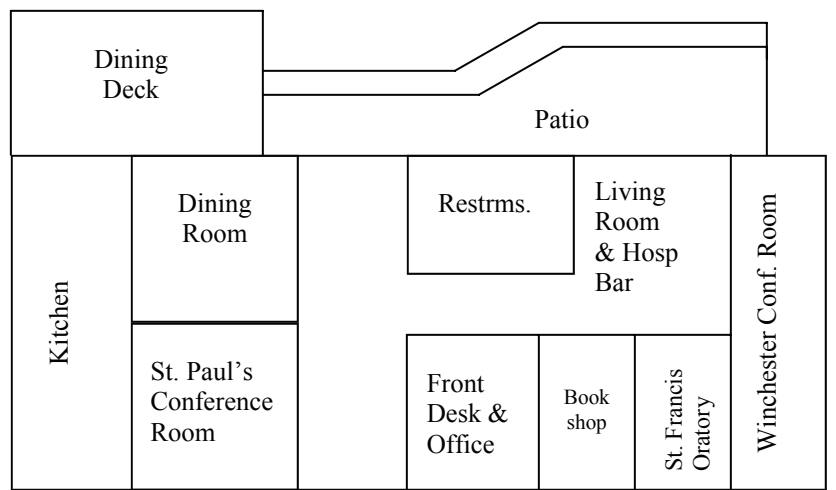 Dining
Deck
Patio
Kitchen
Dining
Room
Restrms.
Living
Room
& Hosp
Bar
Winchester Conf. Room
St. Paul’s
Conference
Room
Front
Desk &
Office
Book
shop
St. Francis
Oratory